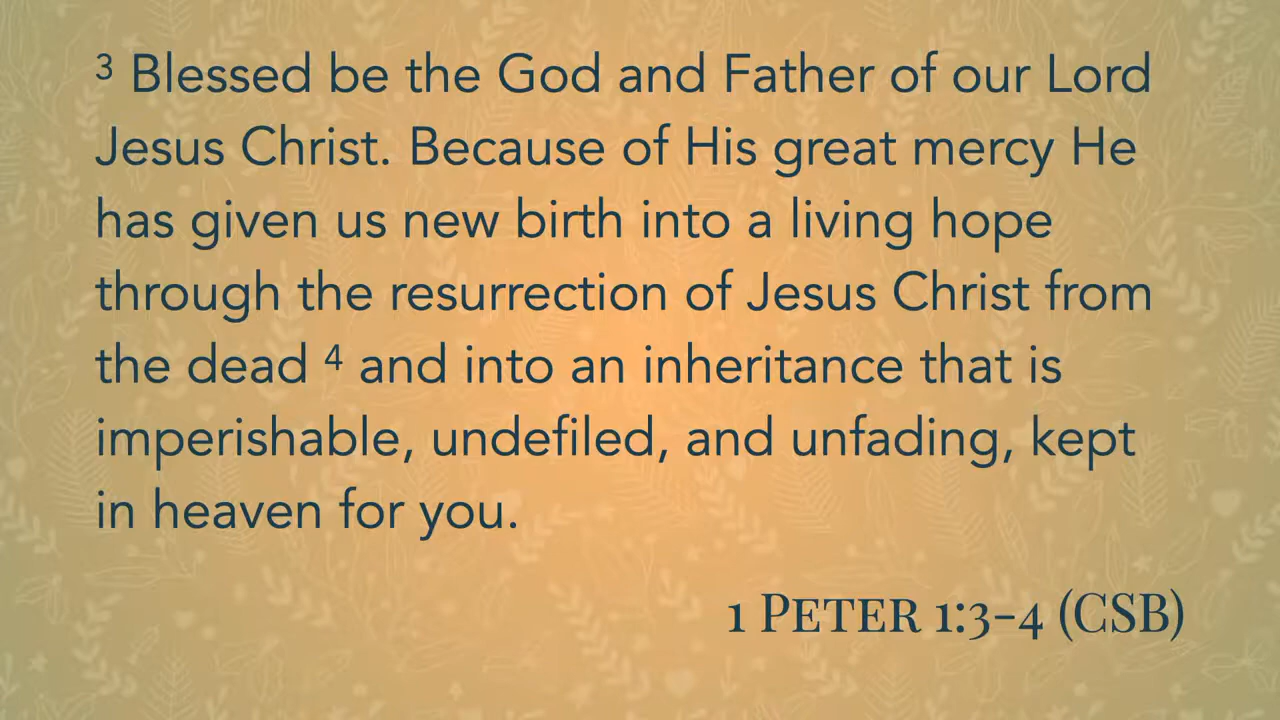 3 Blessed be the God and Father of our Lord
Jesus Christ. Because of His great mercy He
has given us new birth into a living hope
through the resurrection of Jesus Christ from
the dead 4 and into an inheritance that is
imperishable, undefiled, and unfading, kept
in heaven for you.
1 Peter 1:3-4 (CSB)